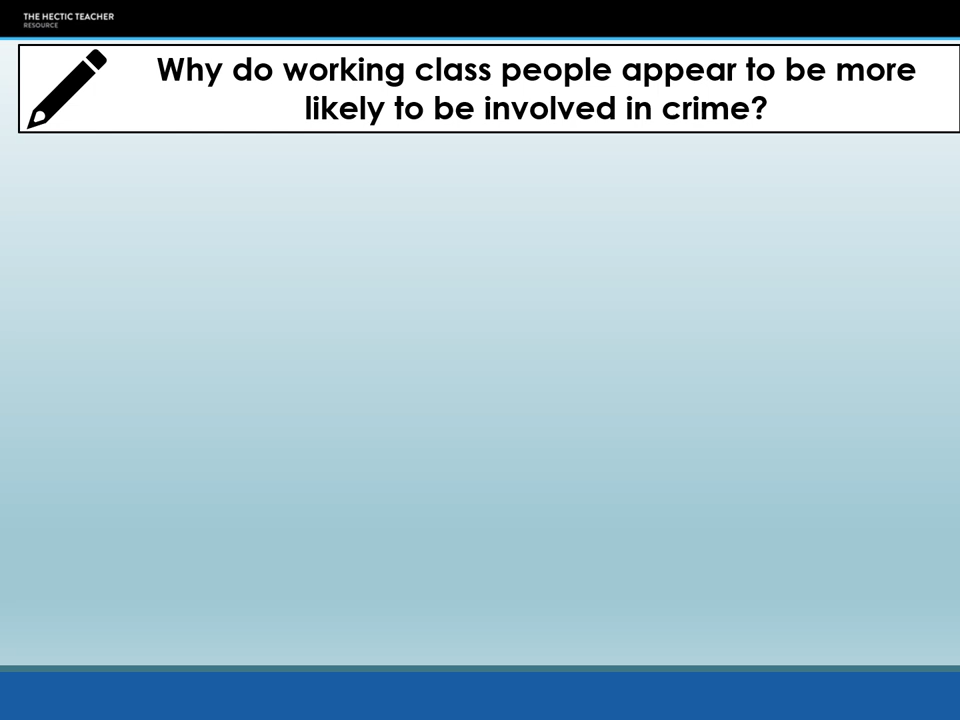 THE HECTIC TEACHER
RESOURCE
Why do working class people appear to be more
likely to be involved in crime?